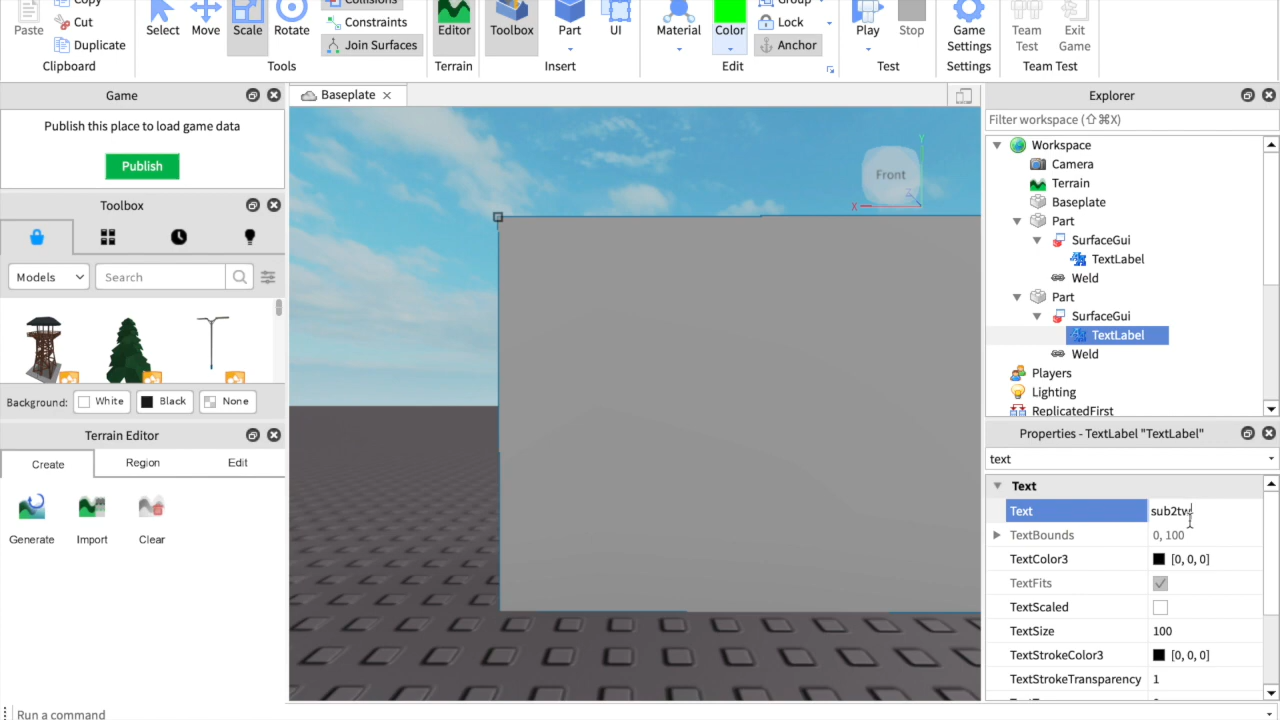 Copy
Paste
Cut
Duplicate
Clipboard
Select
Move
Scale
Rotate
Collisions
Constraints
Join Surfaces
Tools
Editor
Terrain
Toolbox
Part
UI
Insert
Material
Color
Group
Lock
Anchor
Edit
Play
Stop
Test
Game Settings
Settings
Team Test
Exit Game
Team Test
Game
Publish this place to load game data
Publish
Toolbox
Models
Search
Background:
White
Black
None
Terrain Editor
Create
Region
Edit
Generate
Import
Clear
Baseplate
Front
Y
X
Z
Explorer
Filter workspace (⇧⌘X)
Workspace
Camera
Terrain
Baseplate
Part
SurfaceGui
TextLabel
Weld
Part
SurfaceGui
TextLabel
Weld
Players
Lighting
ReplicatedFirst
Properties - TextLabel "TextLabel"
text
Text
Text sub2tw
TextBounds 0, 100
TextColor3 [0, 0, 0]
TextFits
TextScaled
TextSize 100
TextStrokeColor3 [0, 0, 0]
TextStrokeTransparency 1
Run a command